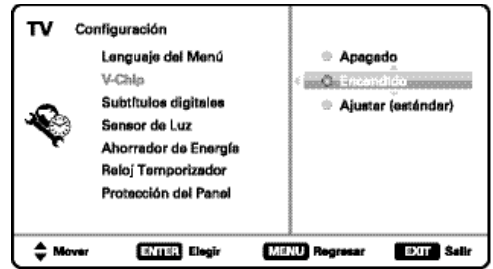 TV Configuración
Lenguaje del Menú
V-Chip
Subtítulos digitales
Sensor de Luz
Ahorrador de Energía
Reloj Temporizador
Protección del Panel
Apagado
Encendido
Ajustar (estándar)
Mover ENTER Elegir MENU Regresar EXIT Salir